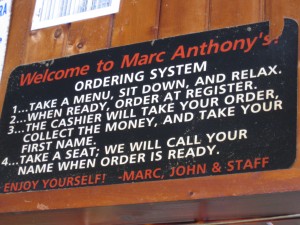 Welcome to Marc Anthony's!
ORDERING SYSTEM
1...TAKE A MENU, SIT DOWN, AND RELAX.
2...WHEN READY, ORDER AT REGISTER.
3...THE CASHIER WILL TAKE YOUR ORDER,
COLLECT THE MONEY, AND TAKE YOUR
FIRST NAME.
4...TAKE A SEAT; WE WILL CALL YOUR
NAME WHEN ORDER IS READY.
ENJOY YOURSELF! -MARC, JOHN & STAFF